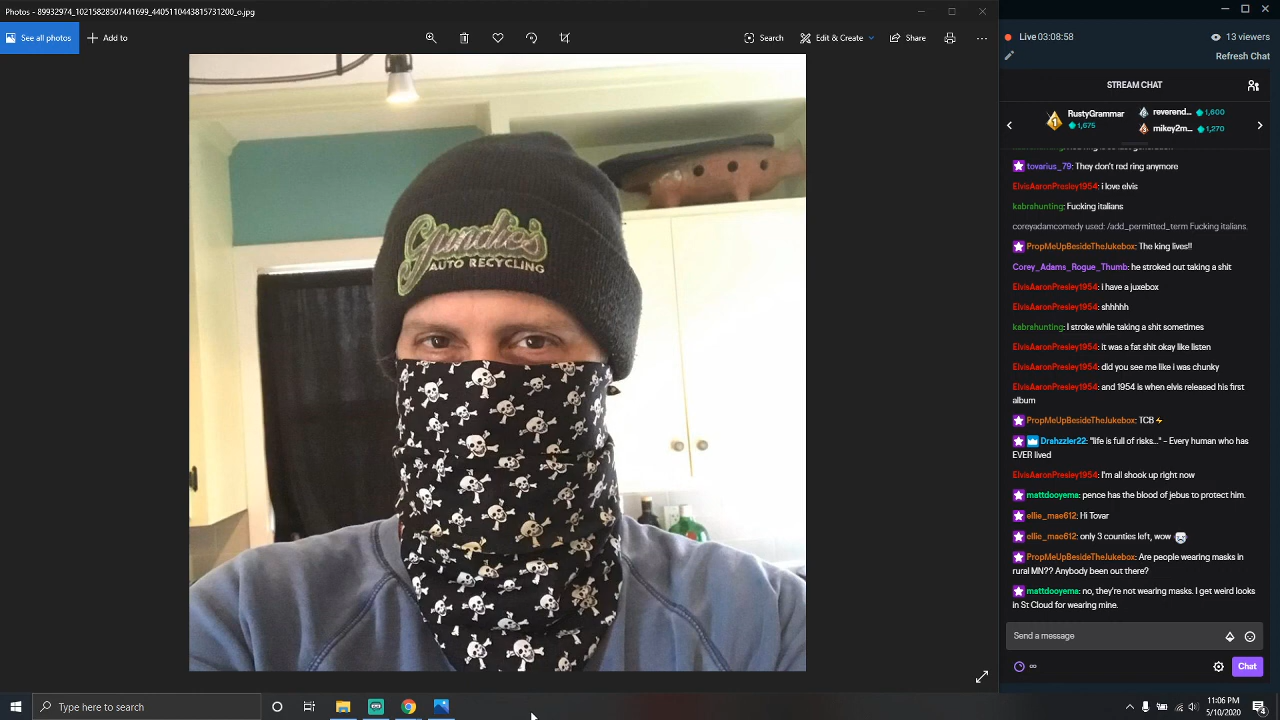 Photos - 89932974_10215828507441699_4405110443815731200_o.jpg
See all photos
Add to
Search
Edit & Create
Share
Gundie's
AUTO RECYCLING
Live 03:08:58
13 viewers
Refresh Chat
STREAM CHAT
1
RustyGrammar
1,675
reverend... 1,600
mikey2m... 1,270
tovarius_79: They don't red ring anymore
ElvisAaronPresley1954: i love elvis
kabrahunting: Fucking italians
coreyadamcomedy used: /add_permitted_term Fucking italians.
PropMeUpBesideTheJukebox: The king lives!!
Corey_Adams_Rogue_Thumb: he stroked out taking a shit
ElvisAaronPresley1954: i have a juxebox
ElvisAaronPresley1954: shhhhh
kabrahunting: I stroke while taking a shit sometimes
ElvisAaronPresley1954: it was a fat shit okay like listen
ElvisAaronPresley1954: did you see me like i was chunky
ElvisAaronPresley1954: and 1954 is when elvis released his first
album
PropMeUpBesideTheJukebox: TCB⚡
Drahzzler22: "life is full of risks..." - Every human who has
EVER lived
ElvisAaronPresley1954: I'm all shook up right now
mattdooyema: pence has the blood of jebus to protect him.
ellie_mae612: Hi Tovar
ellie_mae612: only 3 counties left, wow
PropMeUpBesideTheJukebox: Are people wearing masks in
rural MN?? Anybody been out there?
mattdooyema: no, they're not wearing masks. I get weird looks
in St Cloud for wearing mine.
Send a message
∞
Chat
Type here to search
11:06 PM
5/10/2020